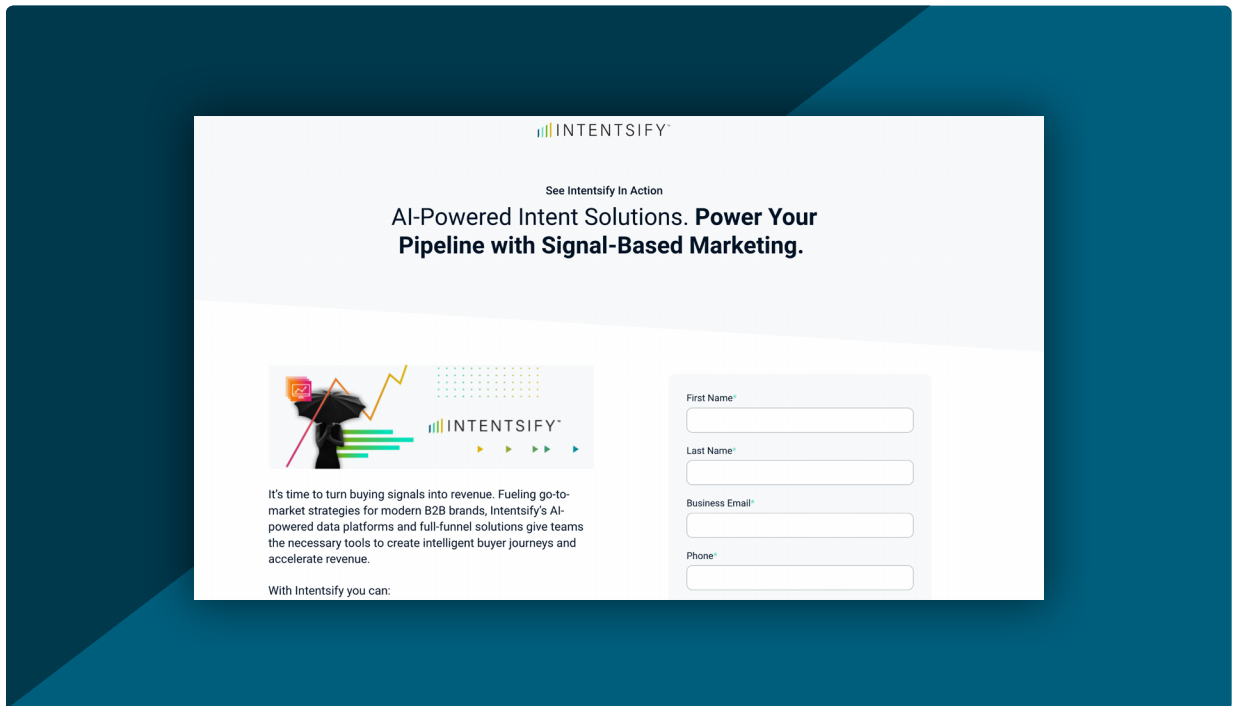 INTENTSIFY™
See Intentsify In Action
AI-Powered Intent Solutions. Power Your
Pipeline with Signal-Based Marketing.
INTENTSIFY™
It's time to turn buying signals into revenue. Fueling go-to-
market strategies for modern B2B brands, Intentsify's AI-
powered data platforms and full-funnel solutions give teams
the necessary tools to create intelligent buyer journeys and
accelerate revenue.
With Intentsify you can:
First Name*
Last Name*
Business Email*
Phone*